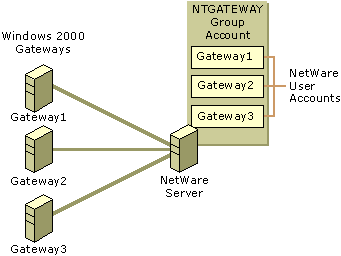 Windows 2000
Gateways
Gateway1
Gateway2
Gateway3
NetWare
Server
NTGATEWAY
Group
Account
Gateway1
Gateway2
Gateway3
NetWare
User
Accounts